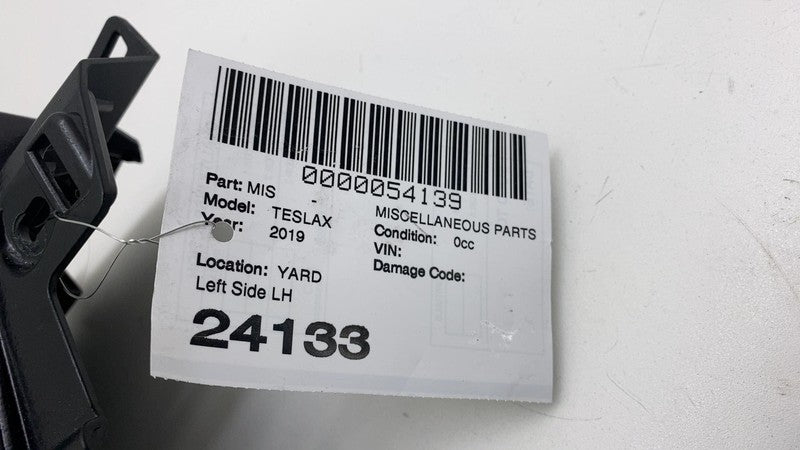 0000054139
Part: MIS - MISCELLANEOUS PARTS
Model: TESLAX Condition: 0cc
Year: 2019 VIN:
Damage Code:
Location: YARD
Left Side LH
24133